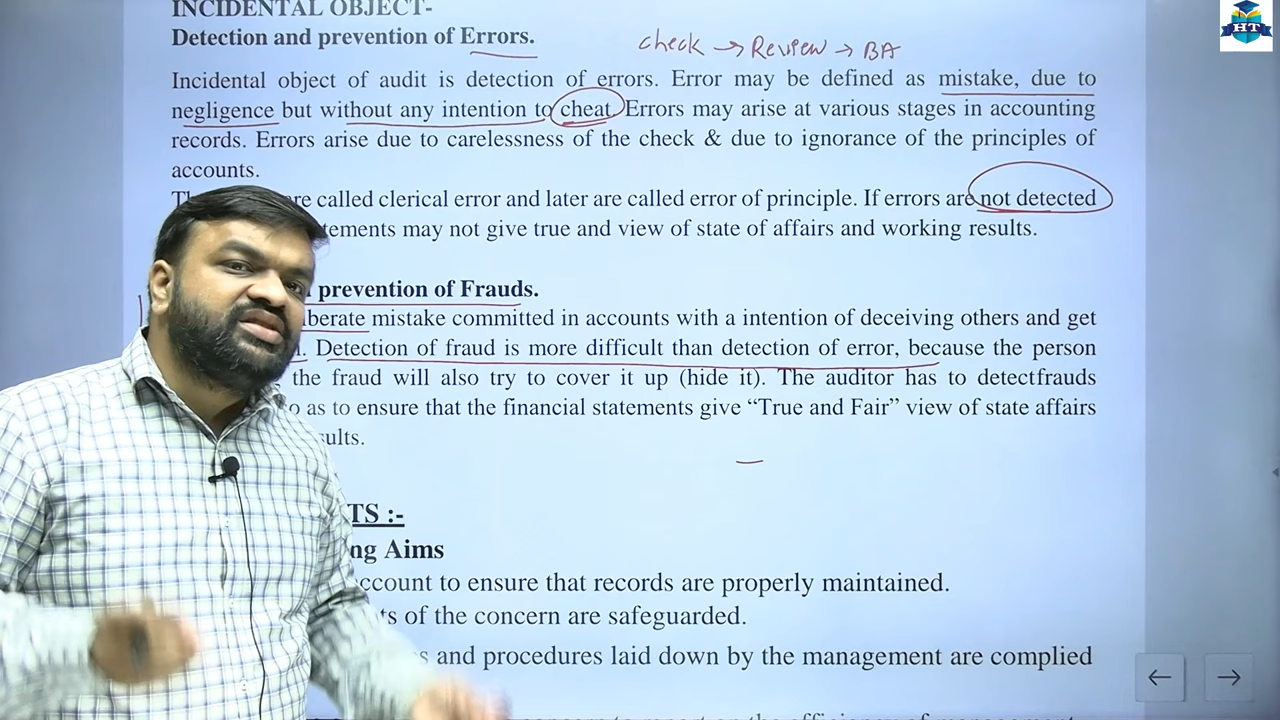 INCIDENTAL OBJECT-
Detection and prevention of Errors.
check → Review → BA
HT
Incidental object of audit is detection of errors. Error may be defined as mistake, due to
negligence but without any intention to cheat Errors may arise at various stages in accounting
records. Errors arise due to carelessness of the check & due to ignorance of the principles of
accounts.
are called clerical error and later are called error of principle. If errors are not detected
may not give true and view of state of affairs and working results.
prevention of Frauds.
mistake committed in accounts with a intention of deceiving others and get
Detection of fraud is more difficult than detection of error, because the person
the fraud will also try to cover it up (hide it). The auditor has to detectfrauds
as to ensure that the financial statements give “True and Fair” view of state affairs
TS :-
Aims
to ensure that records are properly maintained.
of the concern are safeguarded.
and procedures laid down by the management are complied